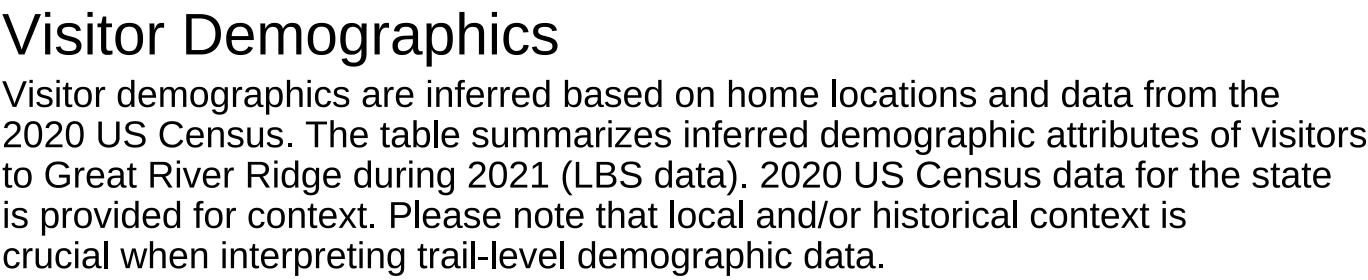 Visitor Demographics
Visitor demographics are inferred based on home locations and data from the
2020 US Census. The table summarizes inferred demographic attributes of visitors
to Great River Ridge during 2021 (LBS data). 2020 US Census data for the state
is provided for context. Please note that local and/or historical context is
crucial when interpreting trail-level demographic data.